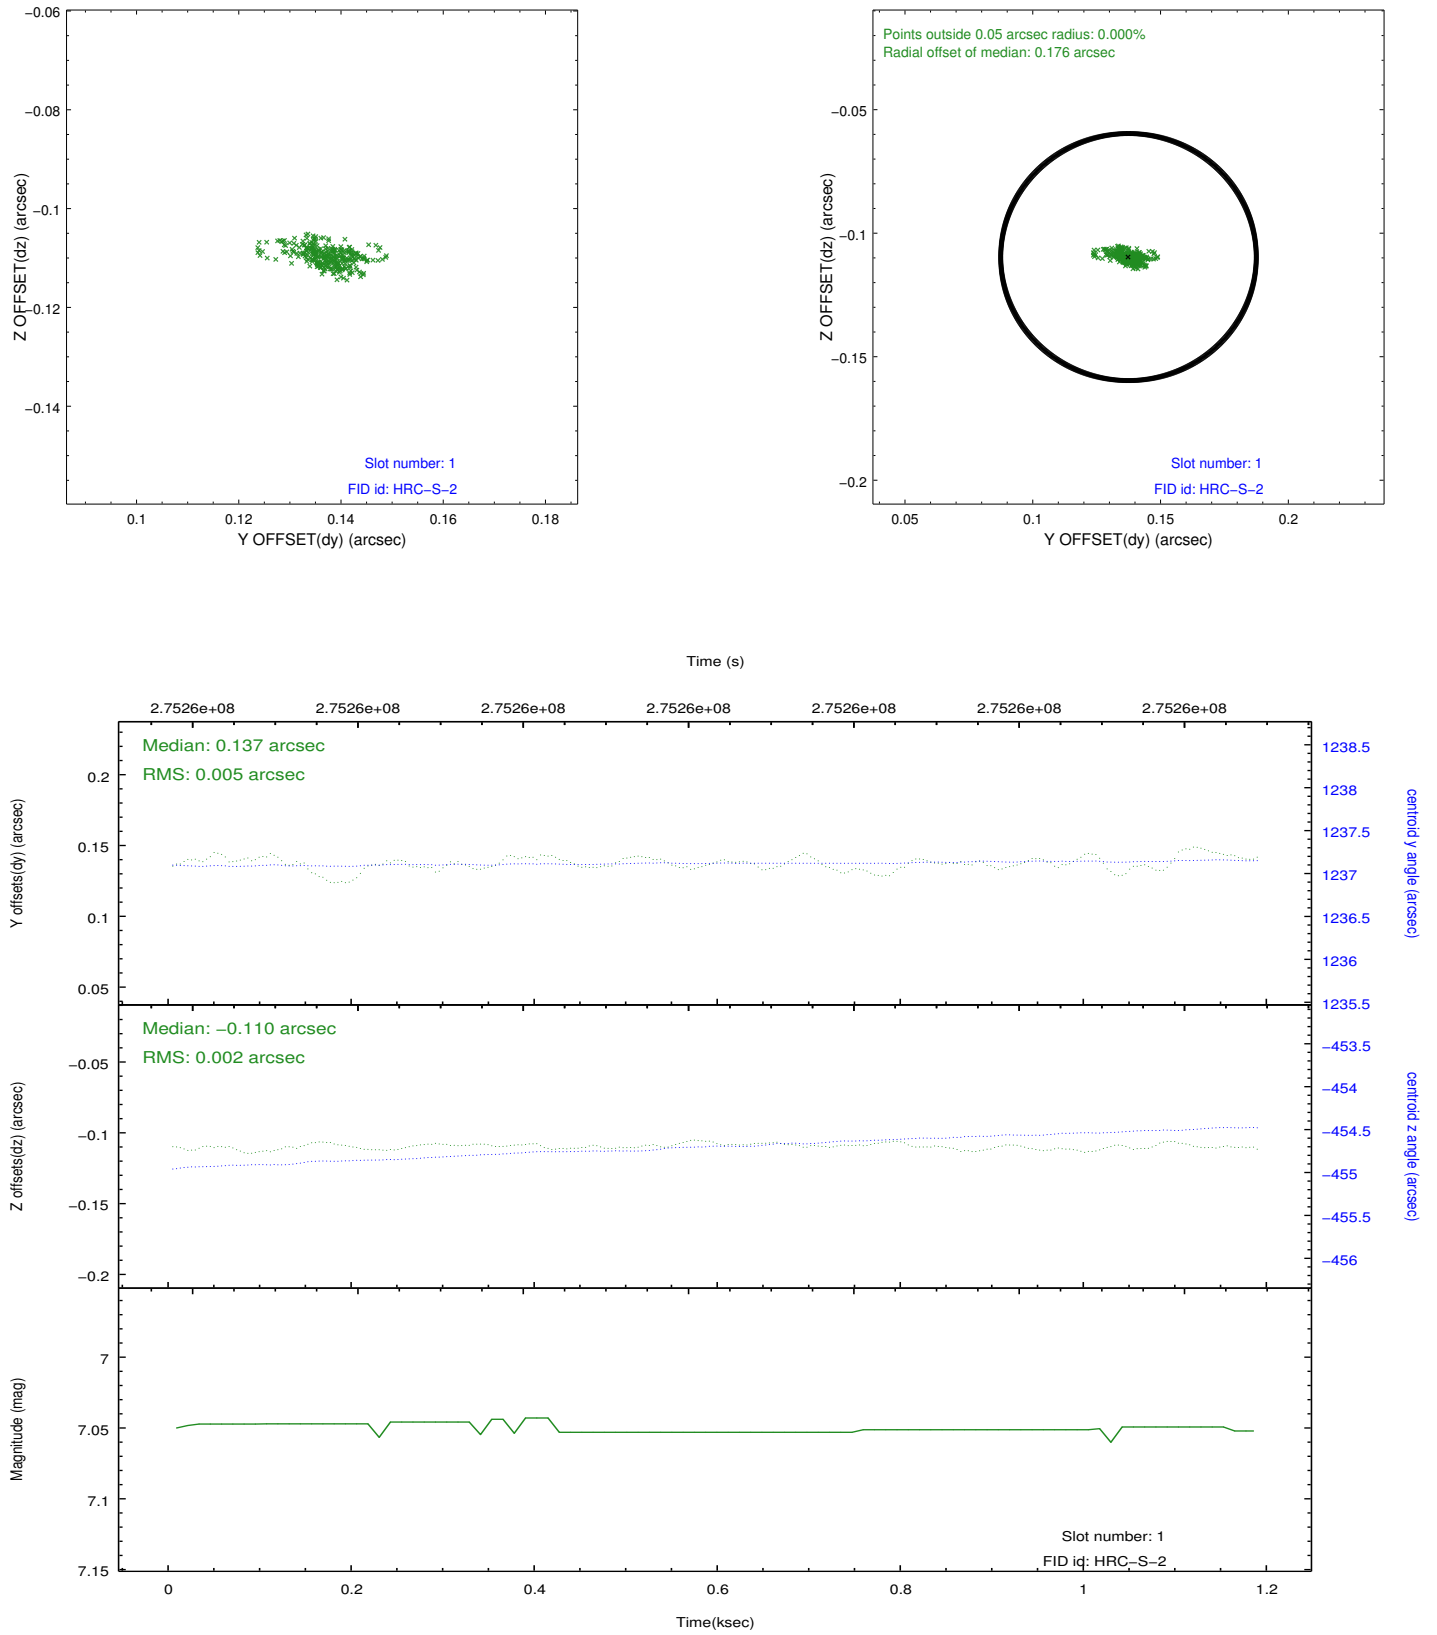 −0.06
−0.08
−0.1
−0.12
−0.14
Z OFFSET(dz) (arcsec)
Slot number: 1
FID id: HRC−S−2
0.1 0.12 0.14 0.16 0.18
Y OFFSET(dy) (arcsec)
Points outside 0.05 arcsec radius: 0.000%
Radial offset of median: 0.176 arcsec
−0.05
−0.1
−0.15
−0.2
Z OFFSET(dz) (arcsec)
Slot number: 1
FID id: HRC−S−2
0.05 0.1 0.15 0.2
Y OFFSET(dy) (arcsec)
Time (s)
2.7526e+08 2.7526e+08 2.7526e+08 2.7526e+08 2.7526e+08 2.7526e+08 2.7526e+08
Median: 0.137 arcsec
RMS: 0.005 arcsec
0.2
0.15
0.1
0.05
Y offsets(dy) (arcsec)
1238.5
1238
1237.5
1237
1236.5
1236
1235.5
centroid y angle (arcsec)
Median: −0.110 arcsec
RMS: 0.002 arcsec
−0.05
−0.1
−0.15
−0.2
Z offsets(dz) (arcsec)
−453.5
−454
−454.5
−455
−455.5
−456
centroid z angle (arcsec)
7
7.05
7.1
7.15
Magnitude (mag)
Slot number: 1
FID id: HRC−S−2
0 0.2 0.4 0.6 0.8 1 1.2
Time(ksec)